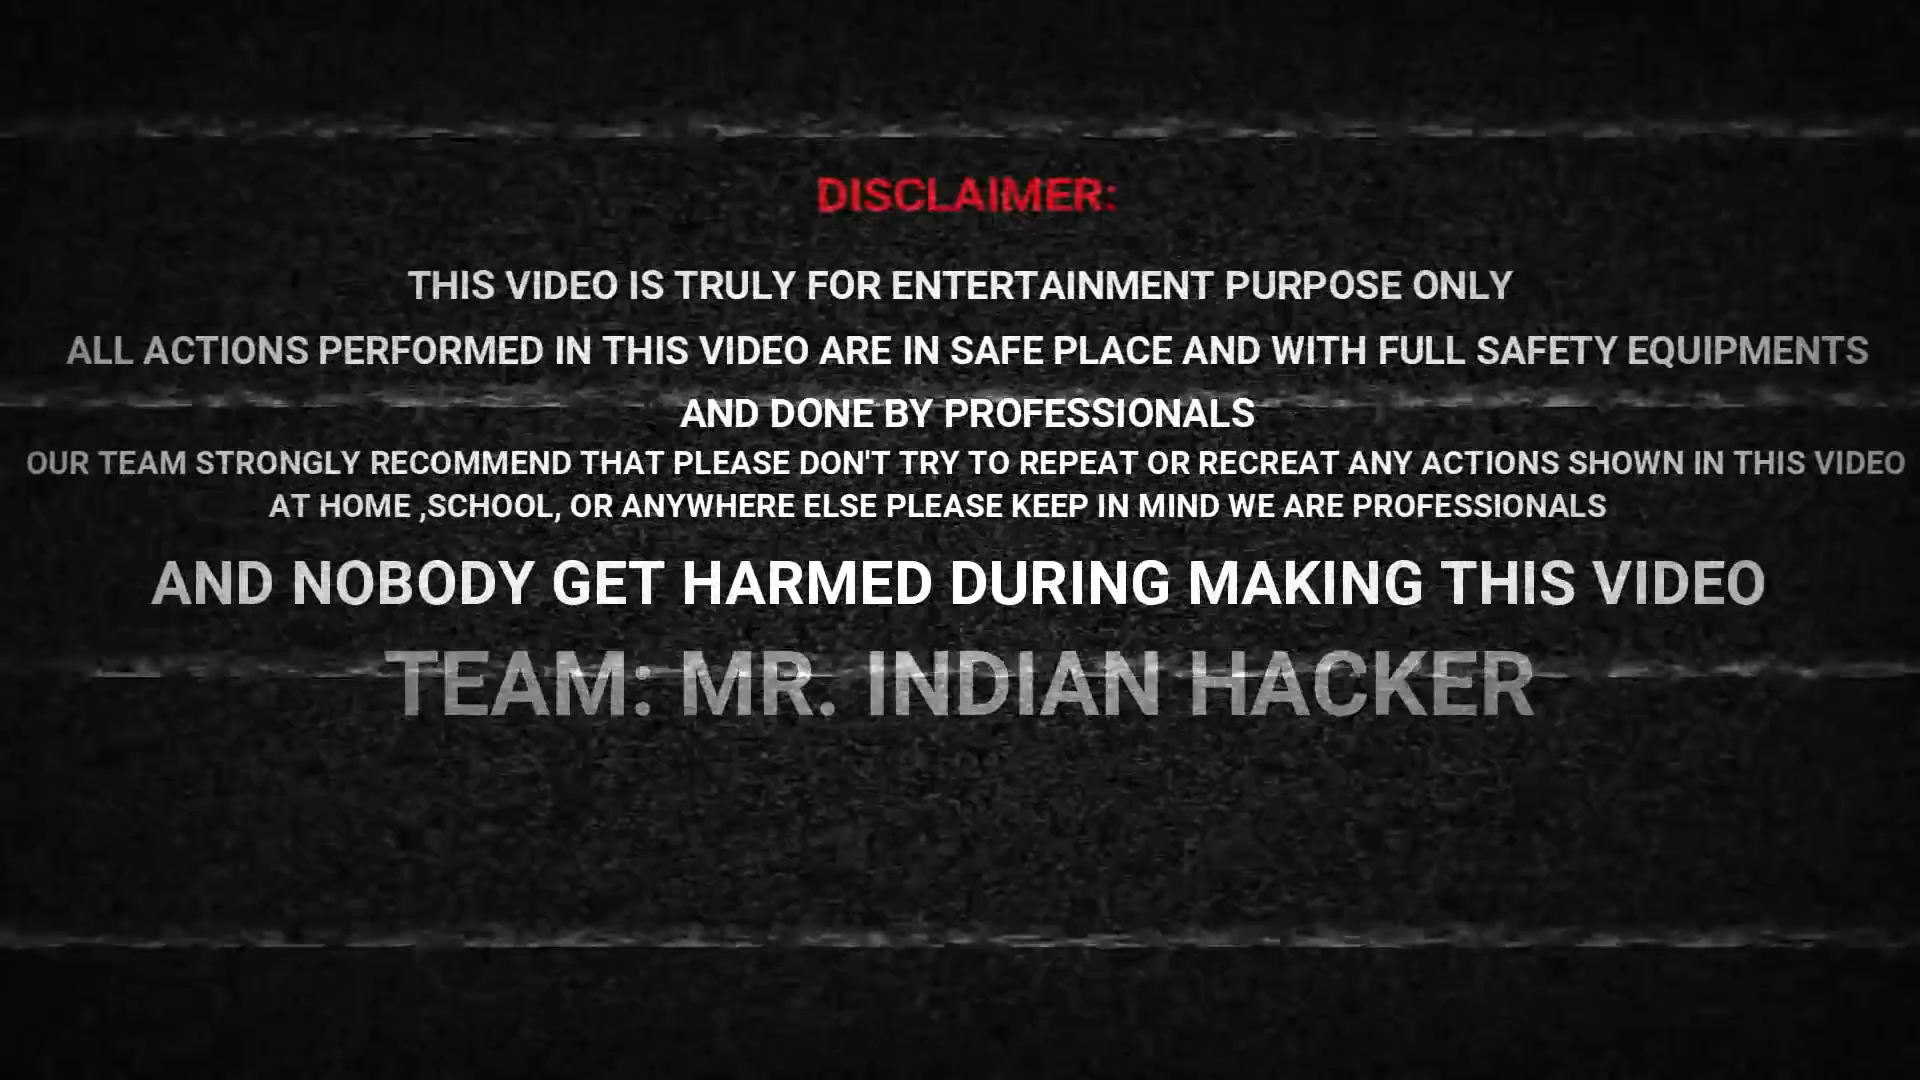 DISCLAIMER:
THIS VIDEO IS TRULY FOR ENTERTAINMENT PURPOSE ONLY
ALL ACTIONS PERFORMED IN THIS VIDEO ARE IN SAFE PLACE AND WITH FULL SAFETY EQUIPMENTS
AND DONE BY PROFESSIONALS
OUR TEAM STRONGLY RECOMMEND THAT PLEASE DON'T TRY TO REPEAT OR RECREAT ANY ACTIONS SHOWN IN THIS VIDEO
AT HOME ,SCHOOL, OR ANYWHERE ELSE PLEASE KEEP IN MIND WE ARE PROFESSIONALS
AND NOBODY GET HARMED DURING MAKING THIS VIDEO
TEAM: MR. INDIAN HACKER